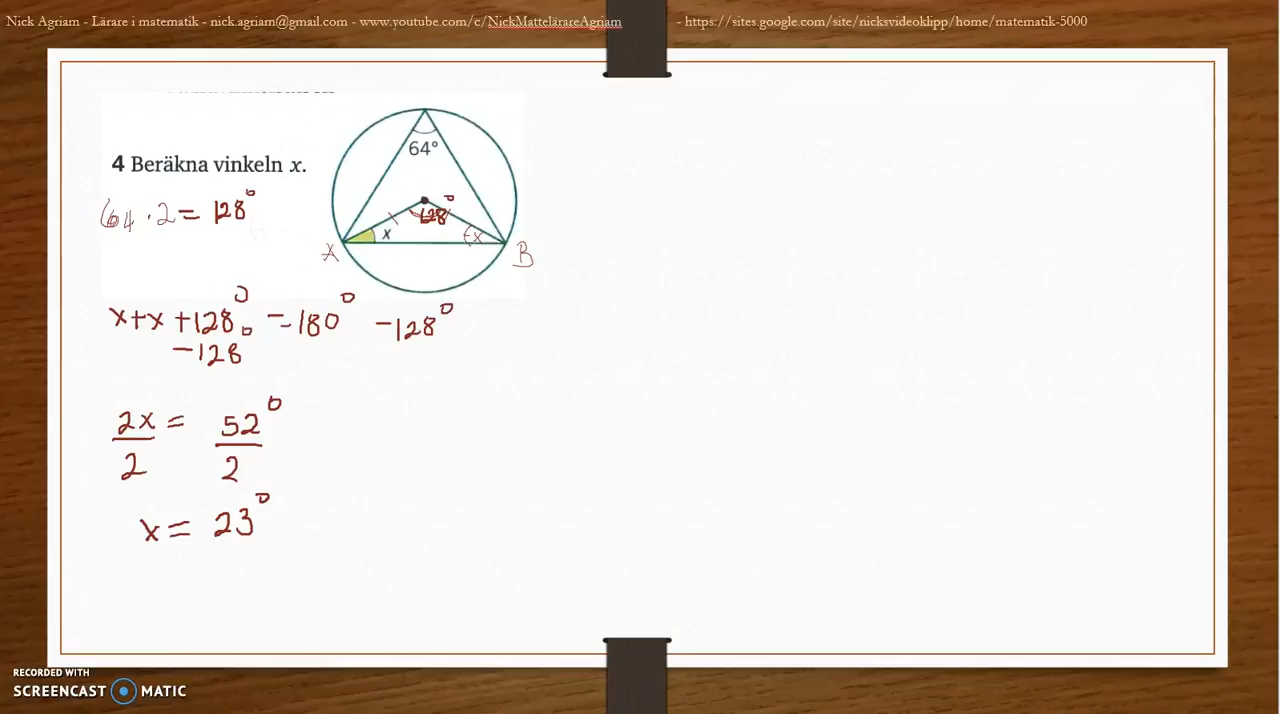 Nick Agriam - Lärare i matematik - nick.agriam@gmail.com - www.youtube.com/c/NickMattelärareAgriam - https://sites.google.com/site/nicksvideoklipp/home/matematik-5000
4 Beräkna vinkeln x.
64°
64 · 2 = 128°
128°
x
x
A
B
x+x +128° = 180° -128°
-128°
2x = 52°
2 2
x = 23°
RECORDED WITH
SCREENCAST MATIC